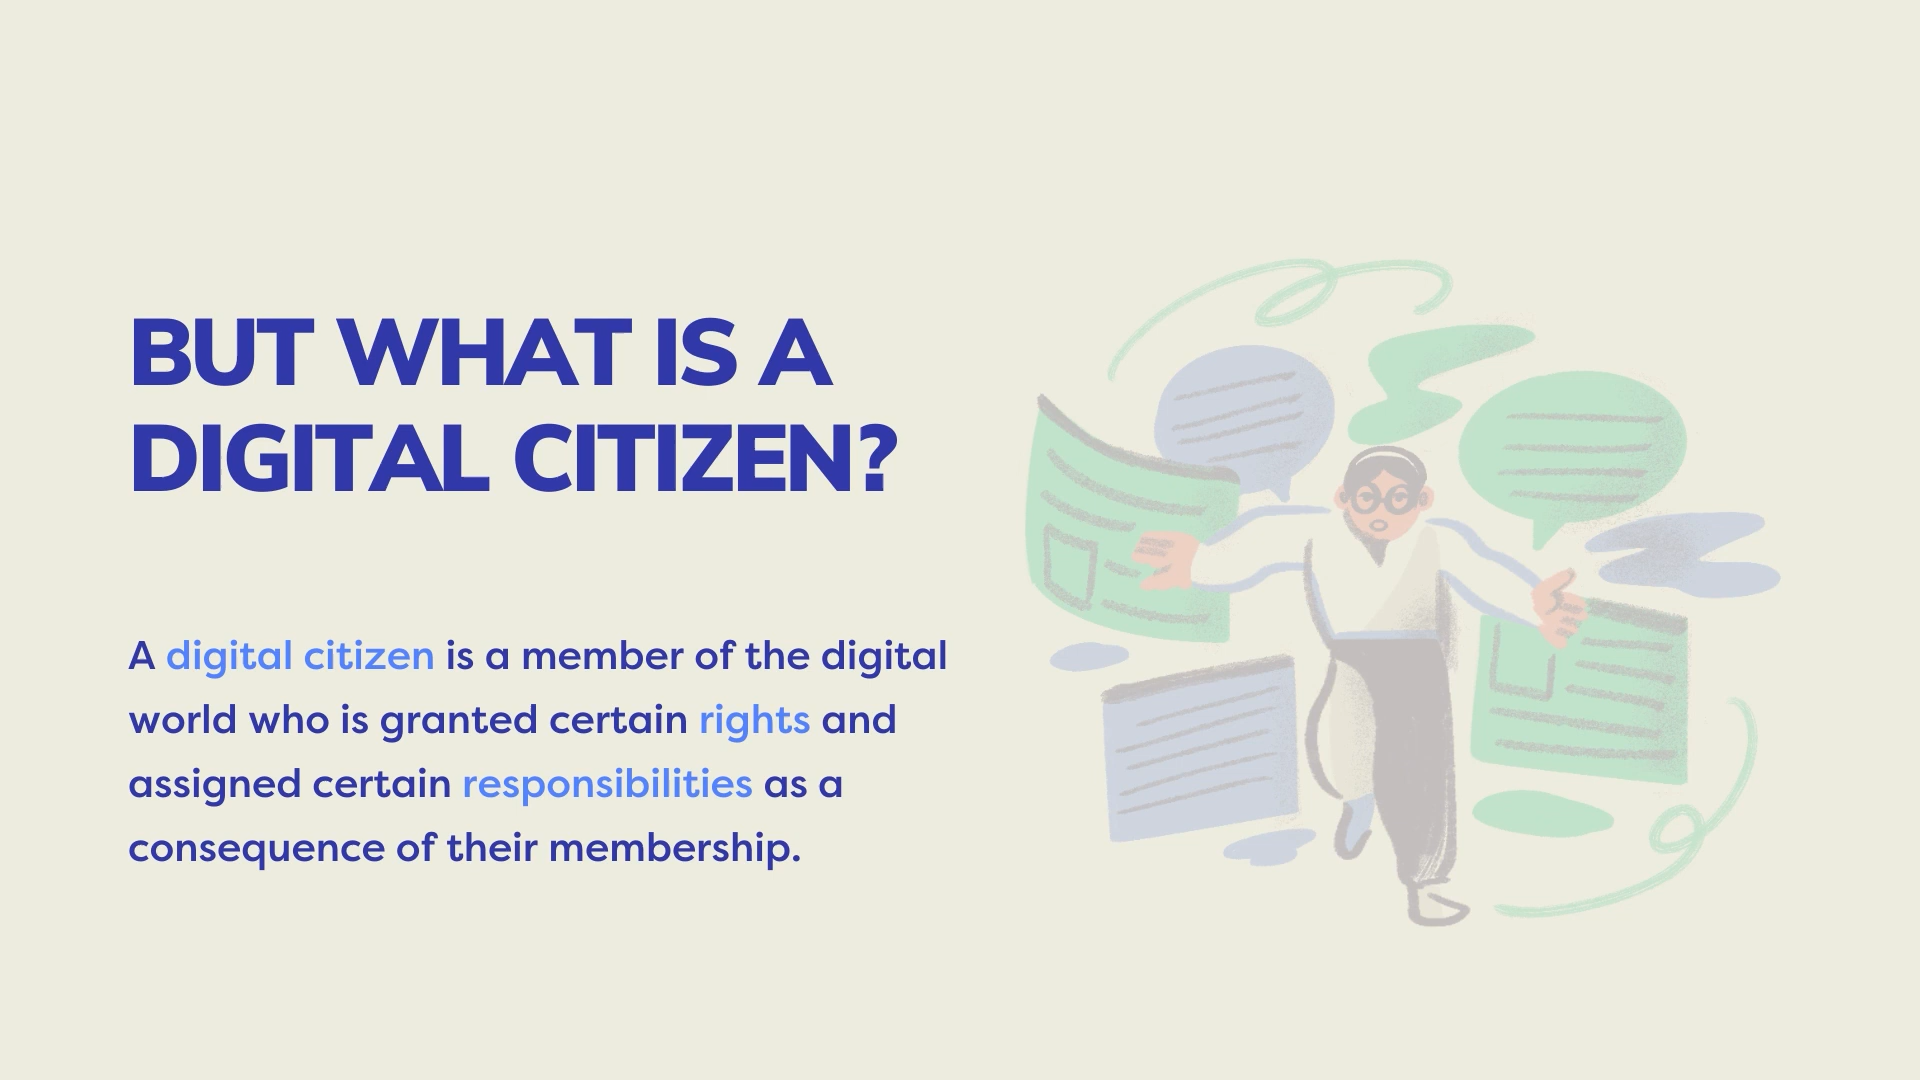 BUT WHAT IS A
DIGITAL CITIZEN?
A digital citizen is a member of the digital
world who is granted certain rights and
assigned certain responsibilities as a
consequence of their membership.